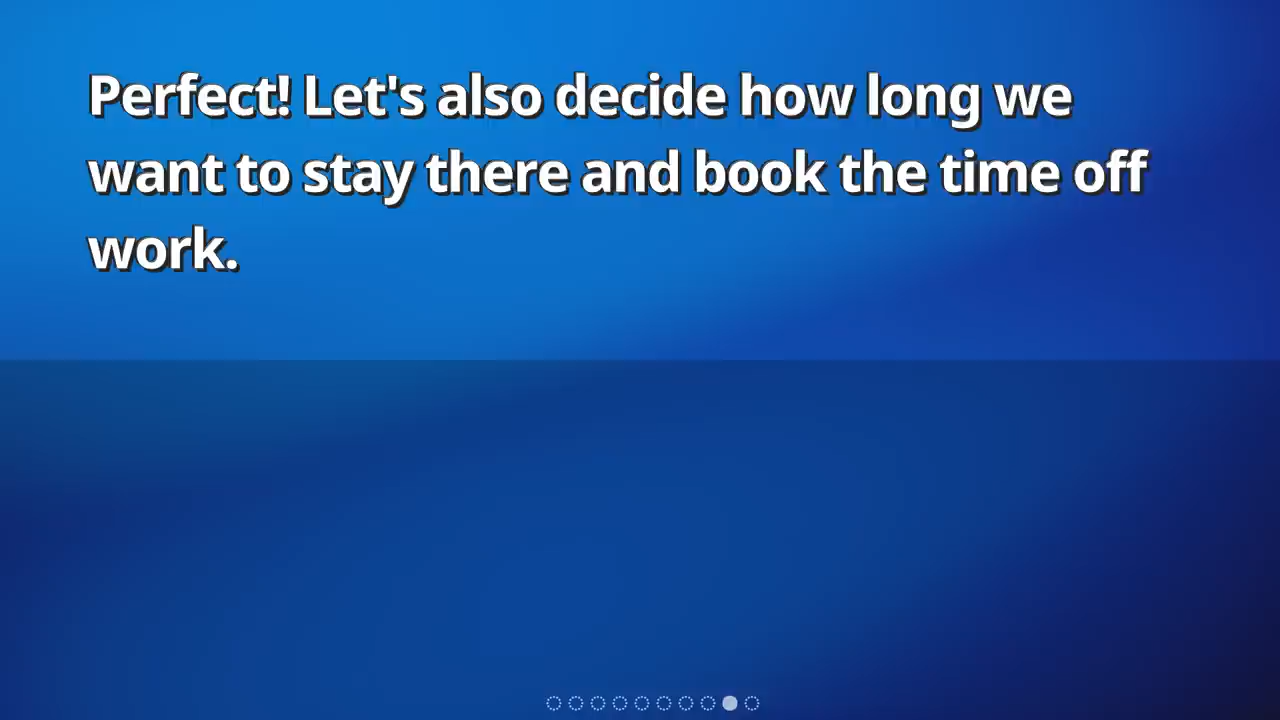 Perfect! Let's also decide how long we
want to stay there and book the time off
work.